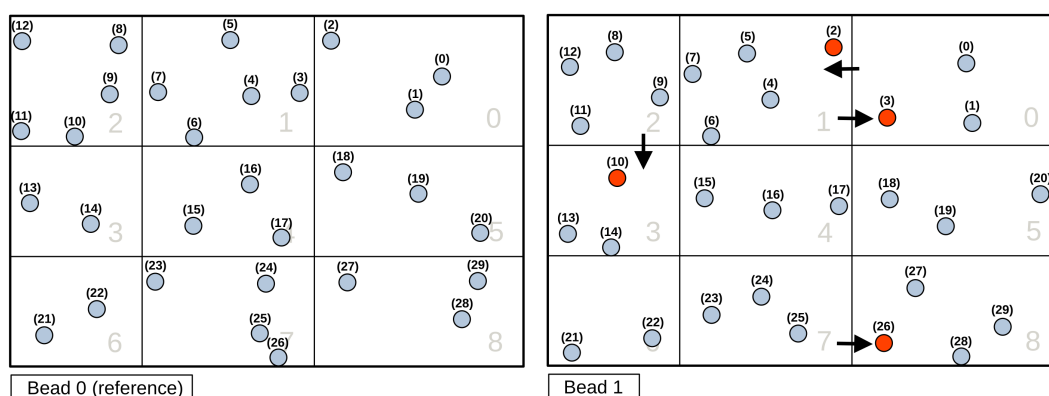 (12) (8) (5) (2)
(0)
(9) (7) (4) (3)
(1)
(11) (10) 2 (6) 1 0
(18)
(16)
(13) (19)
(14) (15) (17) (20)
3 4 5
(23) (24) (27) (29)
(22) (28)
(21) (25)
6 7 (26) 8
Bead 0 (reference)
(12) (8) (5) (2) (0)
(7)
(9) (4) (3) (1)
(11) 2 (6) 1 0
(10)
(15) (16) (17) (18) (20)
(13) (14) 3 4 (19) 5
(24) (27)
(23) (25) (29)
(21) (22) 6 7 (26) (28) 8
Bead 1